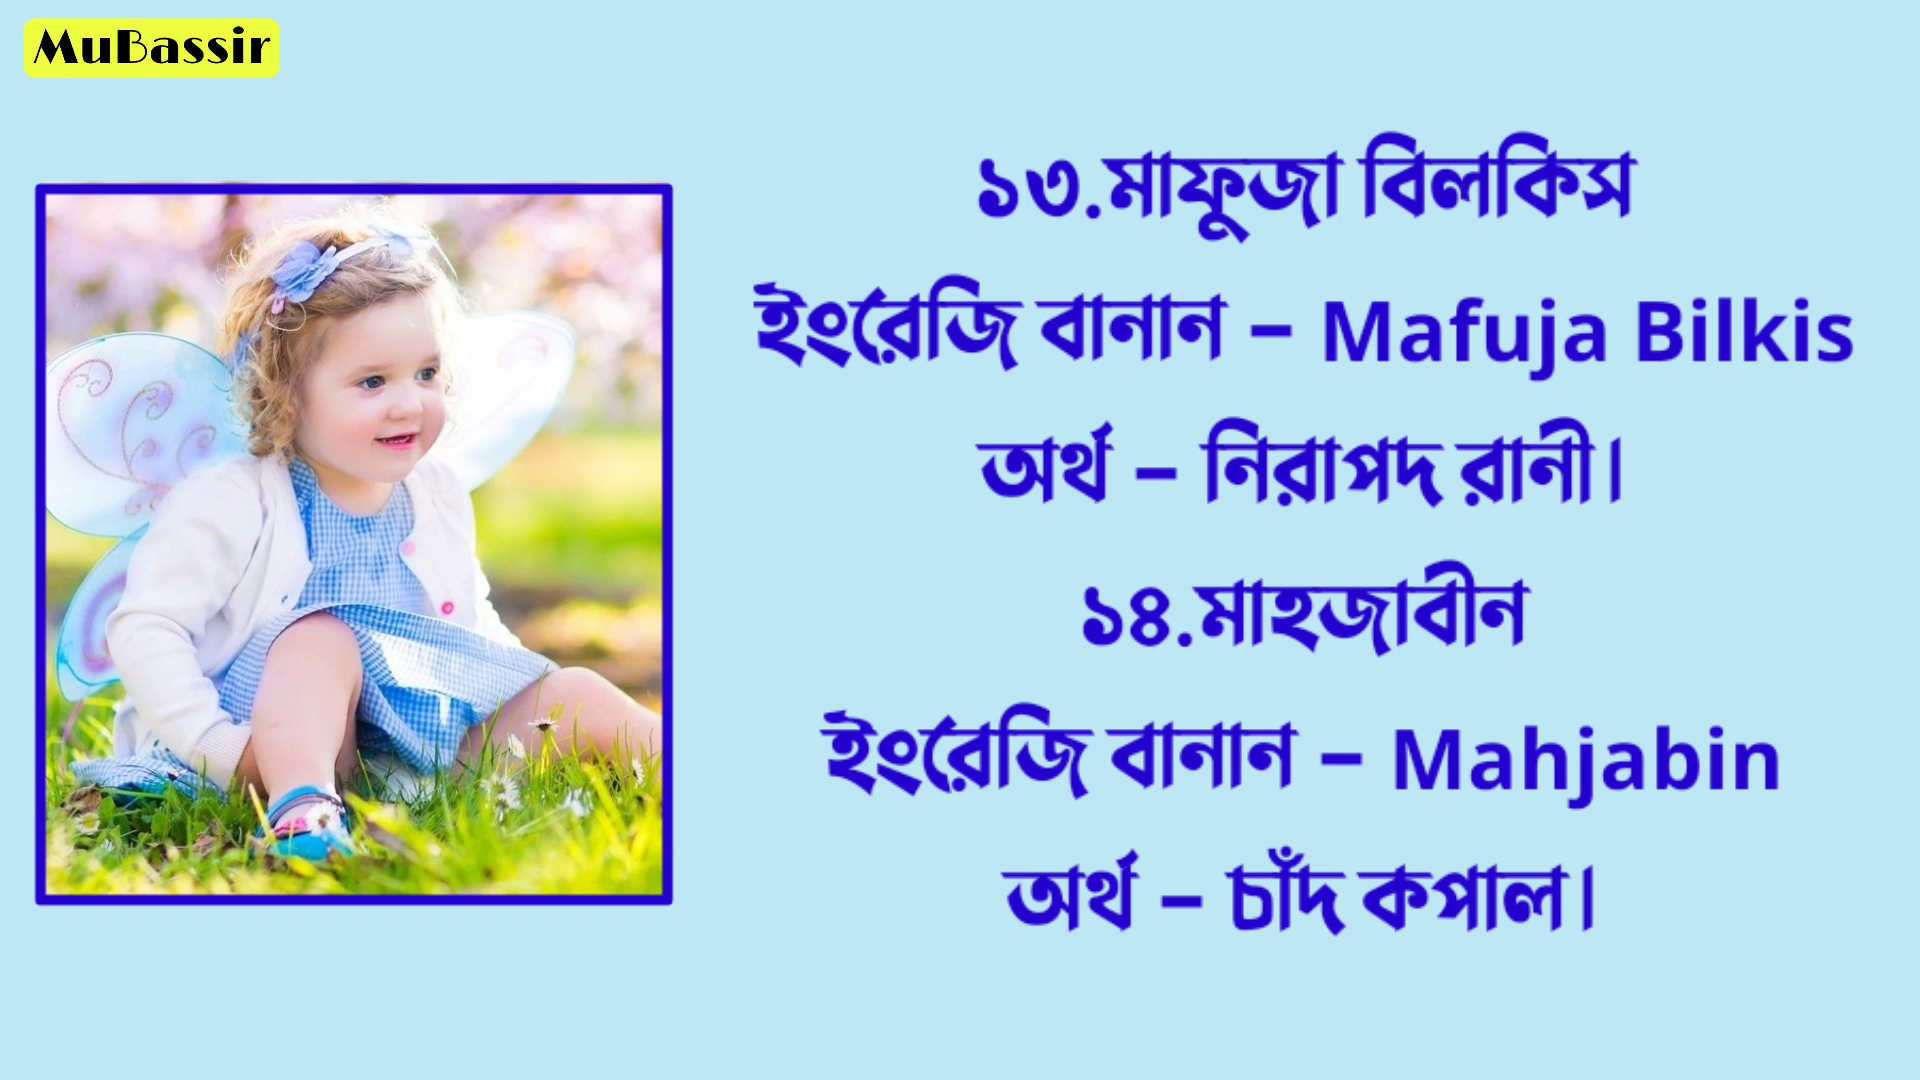 MuBassir
১৩.মাফুজা বিলকিস
ইংরেজি বানান – Mafuja Bilkis
অর্থ – নিরাপদ রানী।
১৪.মাহজাবীন
ইংরেজি বানান – Mahjabin
অর্থ – চাঁদ কপাল।